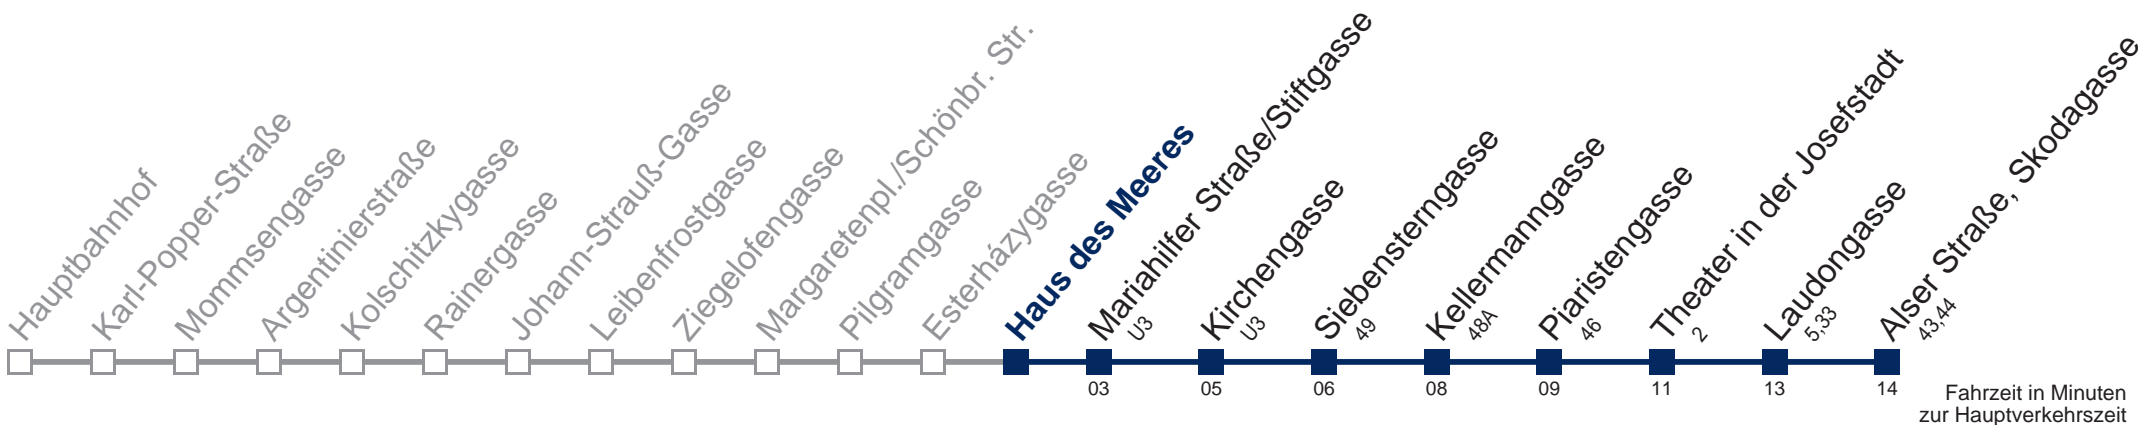 Hauptbahnhof
Karl-Popper-Straße
Mommsengasse
Argentinierstraße
Kolschitzkygasse
Rainergasse
Johann-Strauß-Gasse
Leibenfrostgasse
Ziegelofengasse
Margaretenpl./Schönbr. Str.
Pilgramgasse
Esterházygasse
Haus des Meeres
Mariahilfer Straße/Stiftgasse
U3
Kirchengasse
U3
Siebensterngasse
49
Kellermanngasse
48A
Piaristengasse
46
Theater in der Josefstadt
2
Laudongasse
5,33
Alser Straße, Skodagasse
43,44
03 05 06 08 09 11 13 14
Fahrzeit in Minuten
zur Hauptverkehrszeit